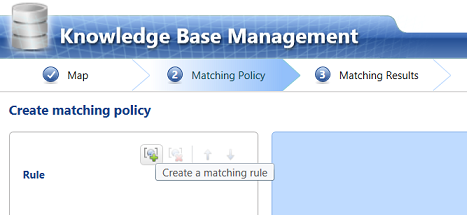 Knowledge Base Management
Map
2 Matching Policy
3 Matching Results
Create matching policy
Create a matching rule
Rule